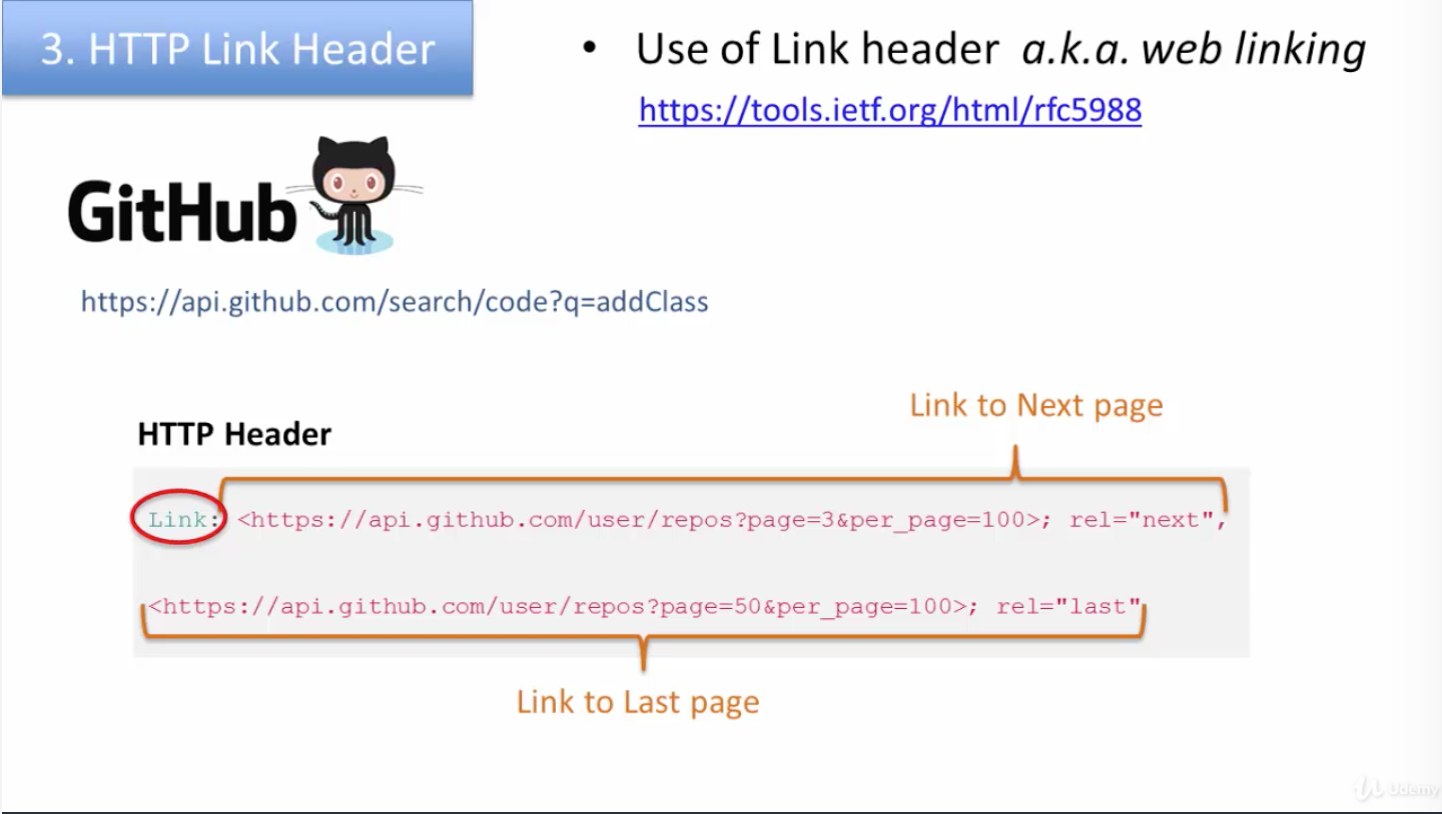 3. HTTP Link Header
• Use of Link header a.k.a. web linking
https://tools.ietf.org/html/rfc5988
GitHub
https://api.github.com/search/code?q=addClass
Link to Next page
HTTP Header
Link: <https://api.github.com/user/repos?page=3&per_page=100>; rel="next",
<https://api.github.com/user/repos?page=50&per_page=100>; rel="last"
Link to Last page
Udemy